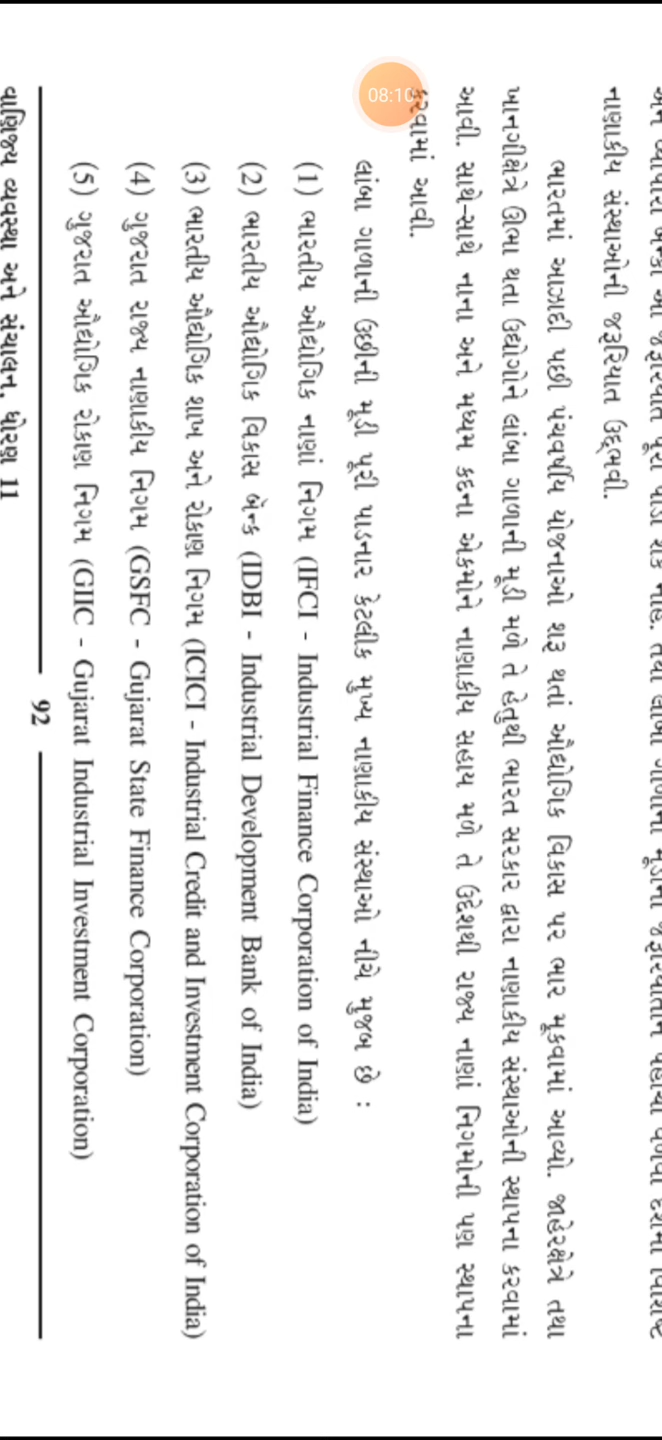 નાણાકીય સંસ્થાઓની જરૂરિયાત ઉદ્ભવી.
ભારતમાં આઝાદી પછી પંચવર્ષીય યોજનાઓ શરૂ થતાં ઔદ્યોગિક વિકાસ પર ભાર મૂકવામાં આવ્યો. જાહેરક્ષેત્રે તથા
ખાનગીક્ષેત્રે ઊભા થતા ઉદ્યોગોને લાંબા ગાળાની મૂડી મળે તે હેતુથી ભારત સરકાર દ્વારા નાણાકીય સંસ્થાઓની સ્થાપના કરવામાં
આવી. સાથે-સાથે નાના અને મધ્યમ કદના એકમોને નાણાકીય સહાય મળે તે ઉદ્દેશથી રાજ્ય નાણાં નિગમોની પણ સ્થાપના
કરવામાં આવી.
08:10
લાંબા ગાળાની ઉછીની મૂડી પૂરી પાડનાર કેટલીક મુખ્ય નાણાકીય સંસ્થાઓ નીચે મુજબ છે :
(1) ભારતીય ઔદ્યોગિક નાણાં નિગમ (IFCI - Industrial Finance Corporation of India)
(2) ભારતીય ઔદ્યોગિક વિકાસ બૅન્ક (IDBI - Industrial Development Bank of India)
(3) ભારતીય ઔદ્યોગિક શાખ અને રોકાણ નિગમ (ICICI - Industrial Credit and Investment Corporation of India)
(4) ગુજરાત રાજ્ય નાણાકીય નિગમ (GSFC - Gujarat State Finance Corporation)
(5) ગુજરાત ઔદ્યોગિક રોકાણ નિગમ (GIIC - Gujarat Industrial Investment Corporation)
92
વાણિજ્ય વ્યવસ્થા અને સંચાલન, ધોરણ 11